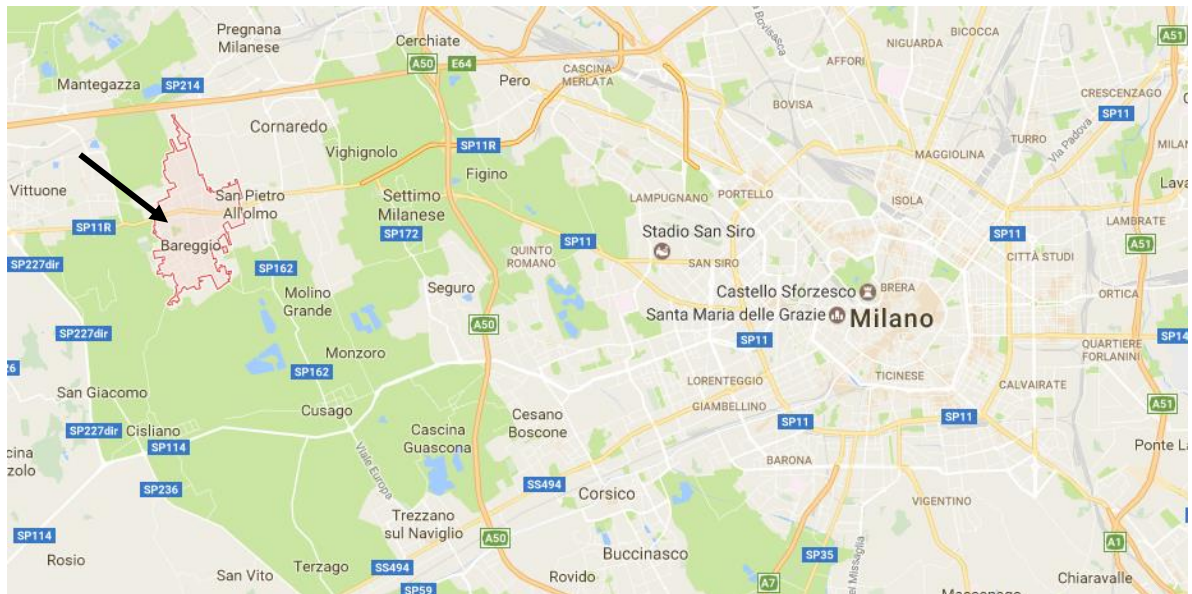 Pregnana
Milanese
Cerchiate
BICOCCA
NIGUARDA
A51
A50
E64
AFFORI
CASCINA
MERLATA
Mantegazza
SP214
Pero
CRESCENZAGO
BOVISA
SP11
Cornaredo
TURRO
Via Padova
Vighignolo
SP11R
MAGGIOLINA
Figino
Vittuone
San Pietro
All'olmo
Settimo
Milanese
LAMPUGNANO
PORTELLO
ISOLA
LAMBRATE
SP11R
SP172
Stadio San Siro
SP11
Bareggio
SP11
A51
QUINTO
ROMANO
SAN SIRO
CITTÀ STUDI
SP227dir
SP162
Molino
Grande
Seguro
Castello Sforzesco
BRERA
ORTICA
Santa Maria delle Grazie
Milano
SP227dir
A50
SP11
QUARTIERE
FORLANINI
SP14
Monzoro
SP162
TICINESE
LORENTEGGIO
CALVAIRATE
San Giacomo
GIAMBELLINO
A51
Cusago
Cesano
Boscone
SP11
SP11
SP227dir
Cisliano
Cascina
Guascona
SP114
Viale Europa
BARONA
SP236
SS494
Corsico
VIGENTINO
Trezzano
sul Naviglio
SP114
A50
A1
Buccinasco
SP35
Rosio
Terzago
SS494
San Vito
Rovido
A7
Chiaravalle
SP59